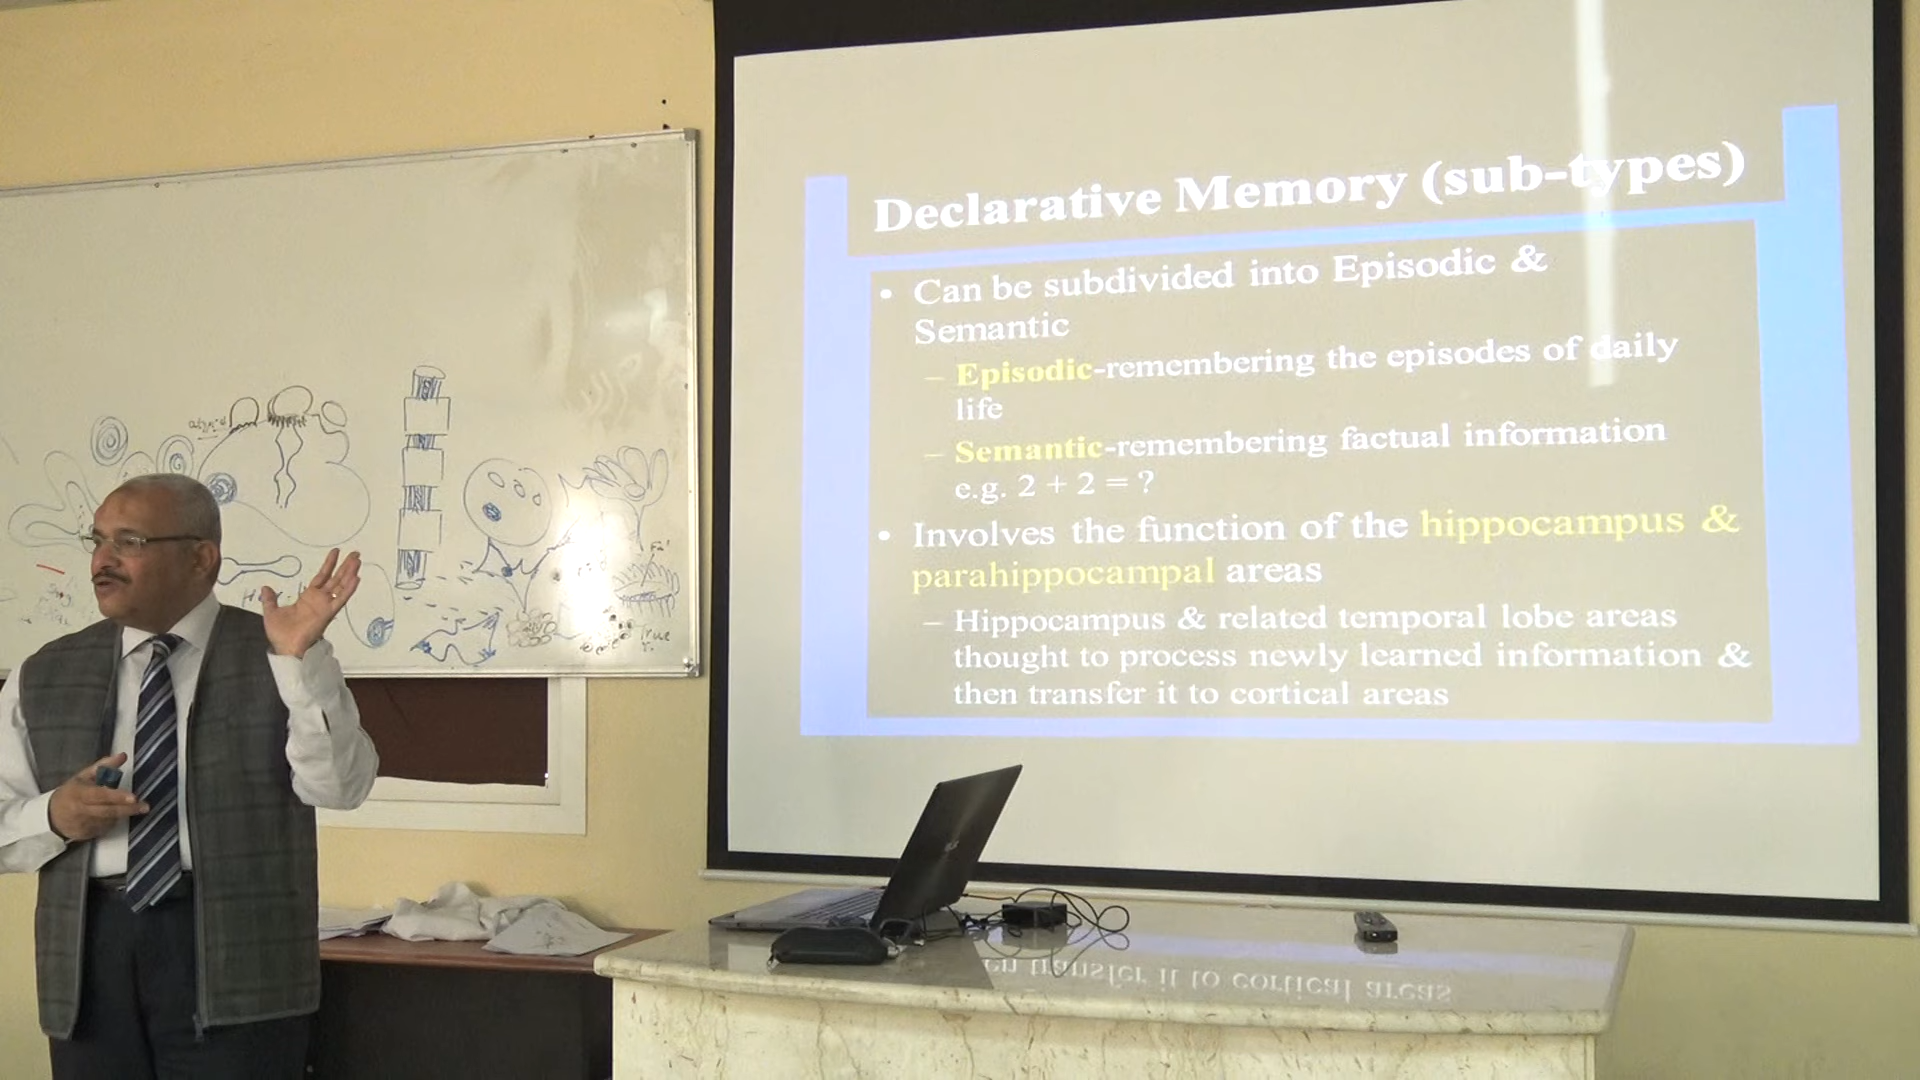 Declarative Memory (sub-types)
• Can be subdivided into Episodic &
Semantic
– Episodic-remembering the episodes of daily
life
– Semantic-remembering factual information
e.g. 2 + 2 = ?
• Involves the function of the hippocampus &
parahippocampal areas
– Hippocampus & related temporal lobe areas
thought to process newly learned information &
then transfer it to cortical areas
True